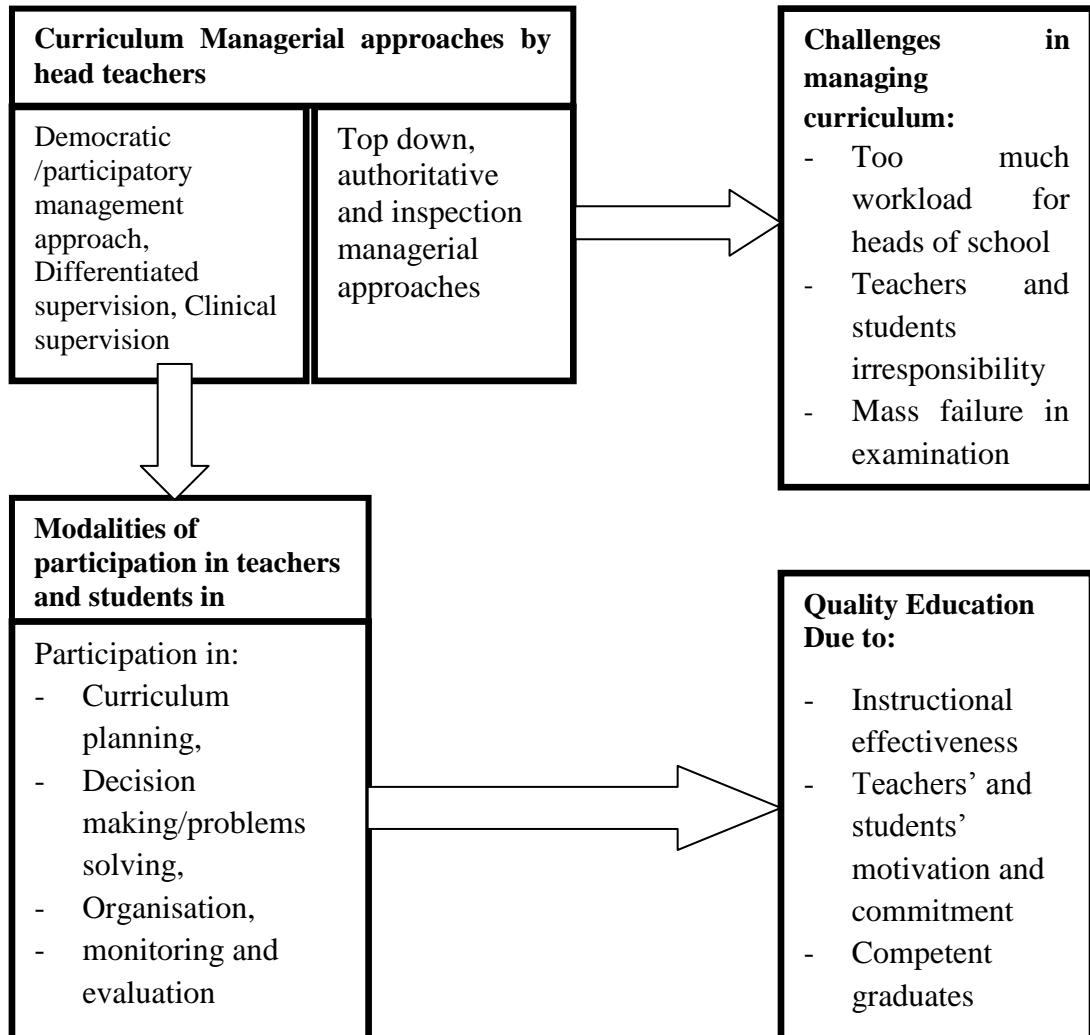 Curriculum Managerial approaches by
head teachers
Democratic
/participatory
management
approach,
Differentiated
supervision, Clinical
supervision
Top down,
authoritative
and inspection
managerial
approaches
Challenges in
managing
curriculum:
- Too much
workload for
heads of school
- Teachers and
students
irresponsibility
- Mass failure in
examination
Modalities of
participation in teachers
and students in
Participation in:
- Curriculum
planning,
- Decision
making/problems
solving,
- Organisation,
- monitoring and
evaluation
Quality Education
Due to:
- Instructional
effectiveness
- Teachers’ and
students’
motivation and
commitment
- Competent
graduates